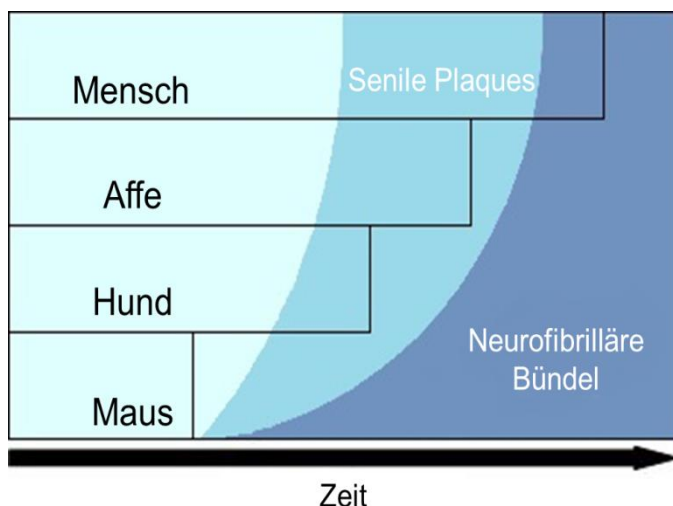 Mensch
Senile Plaques
Affe
Hund
Neurofibrilläre
Bündel
Maus
Zeit